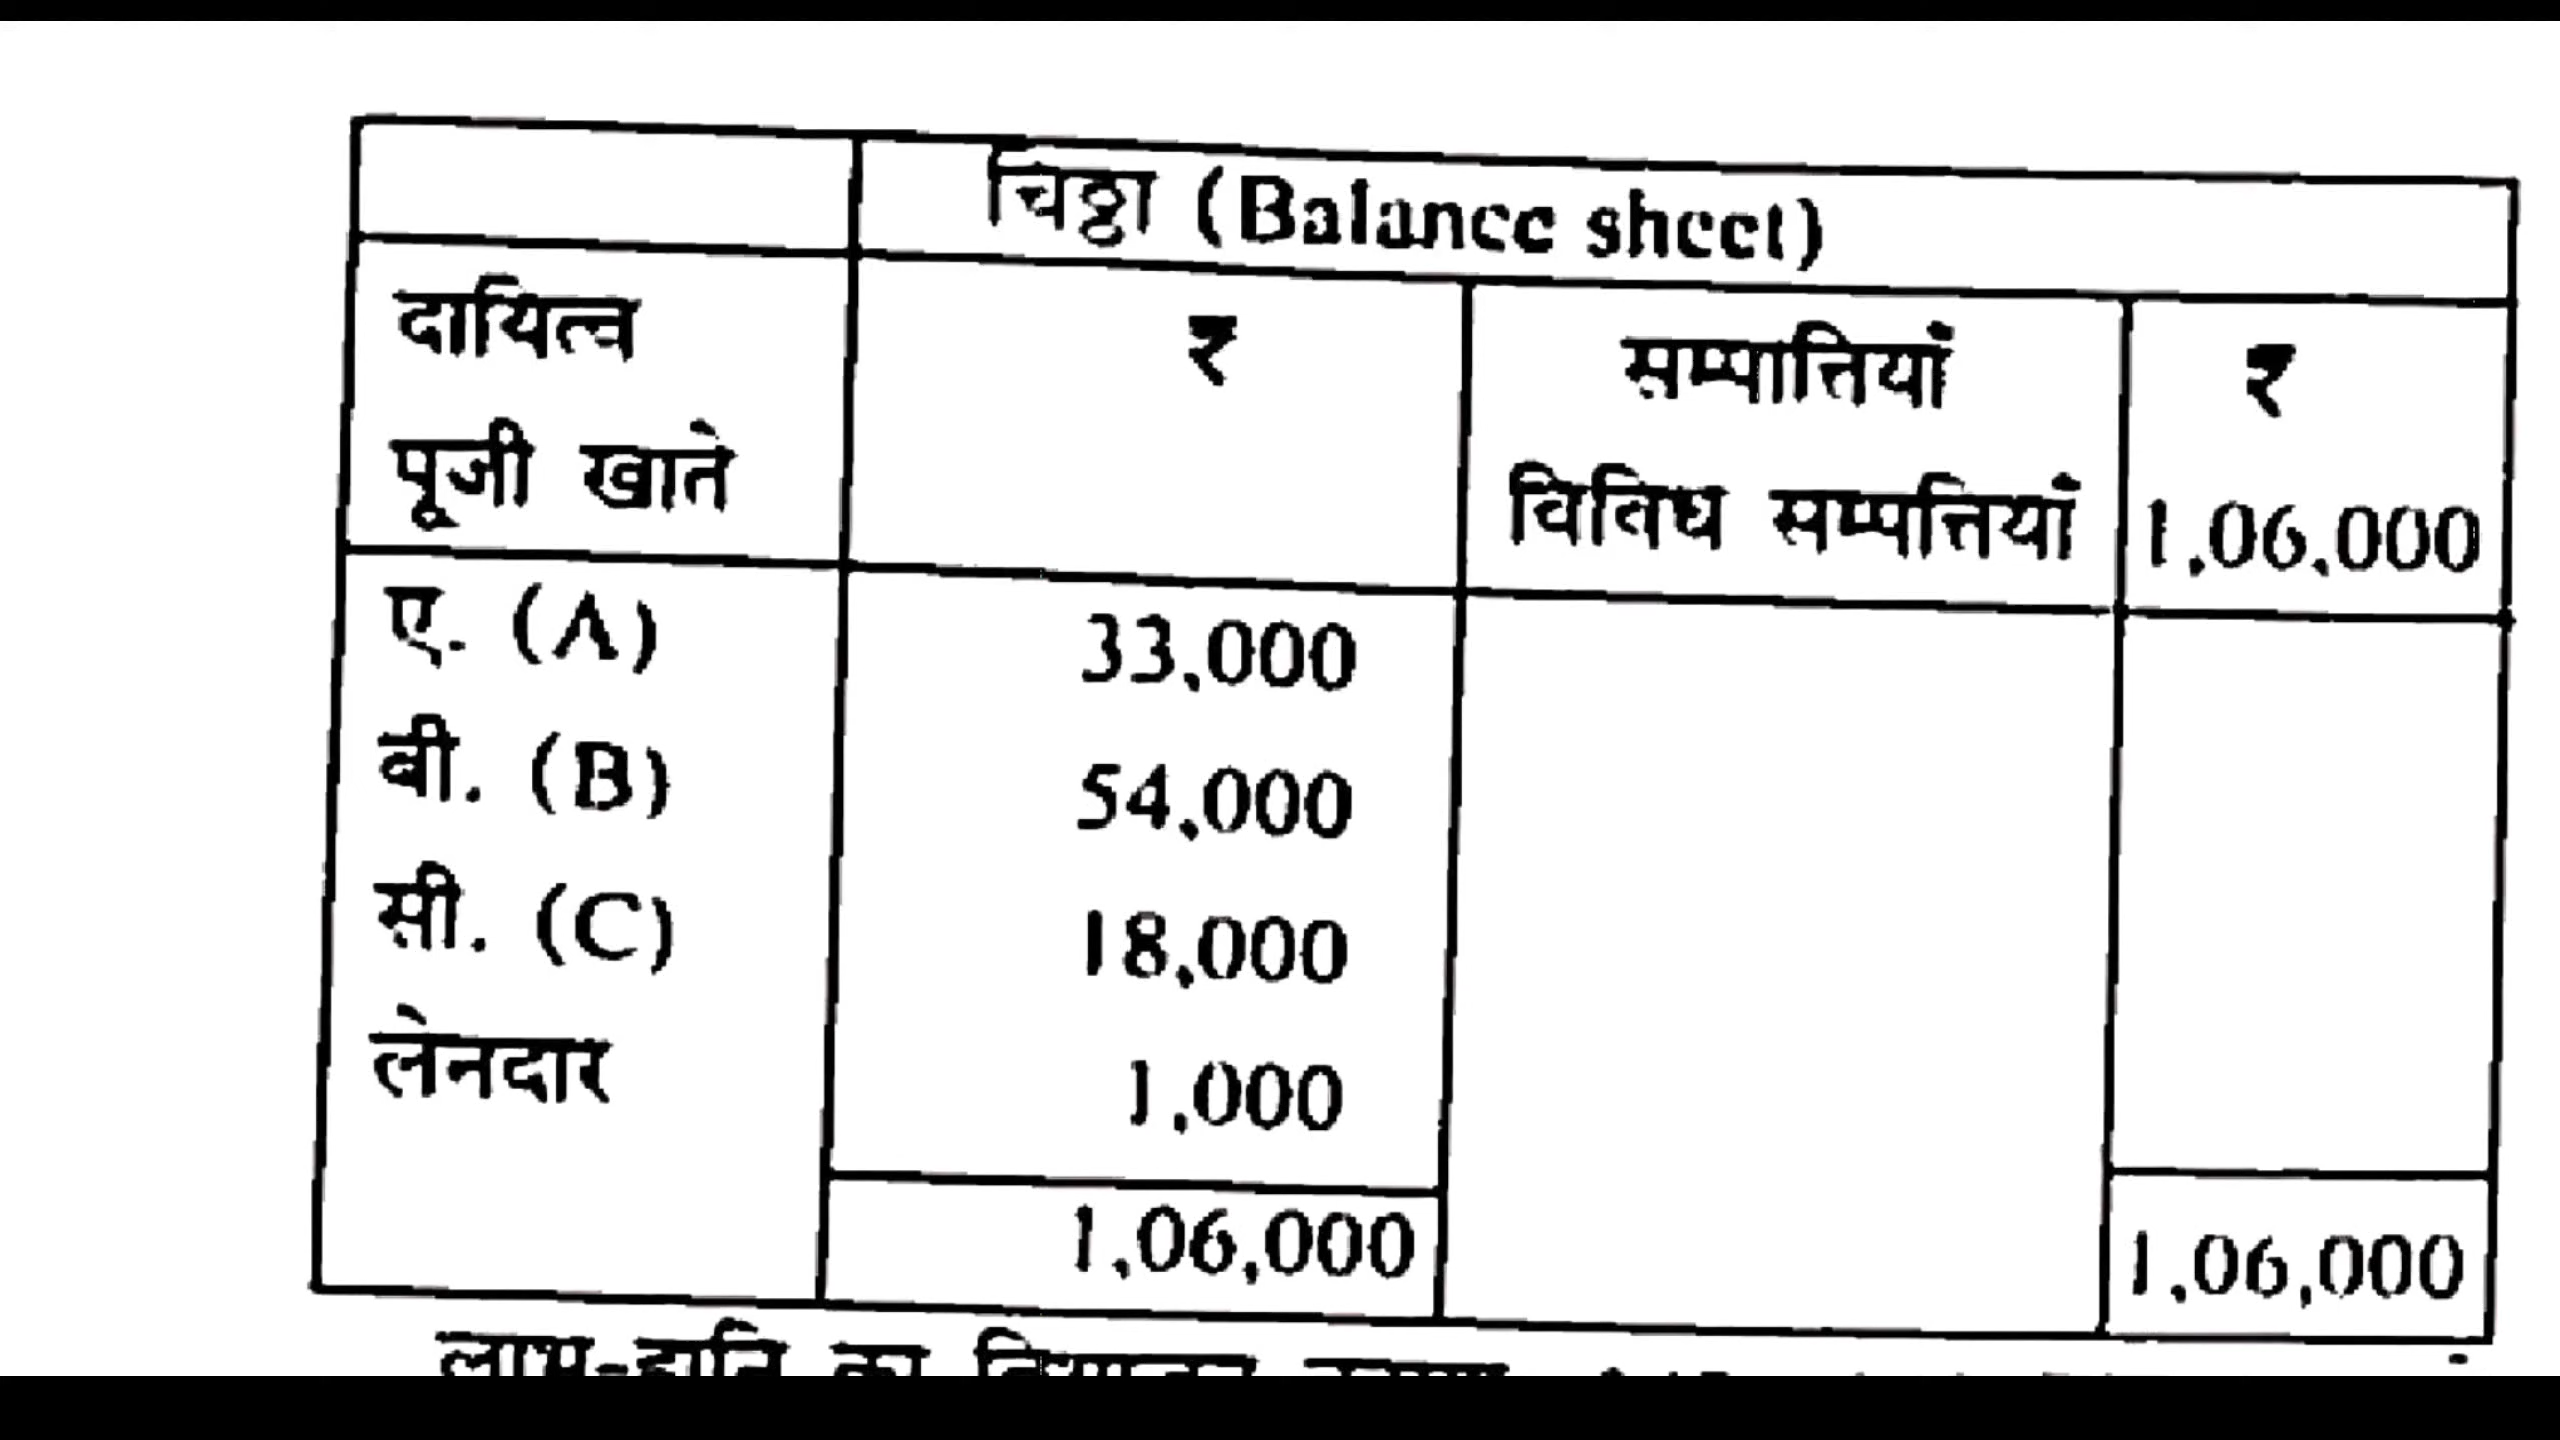 चिठ्ठा (Balance sheet)
दायित्व ₹ सम्पात्तियाँ ₹
पूजी खाते विविध सम्पत्तियाँ 1,06,000
ए. (A) 33,000
बी. (B) 54,000
सी. (C) 18,000
लेनदार 1,000
1,06,000 1,06,000
लाभ-हानि का